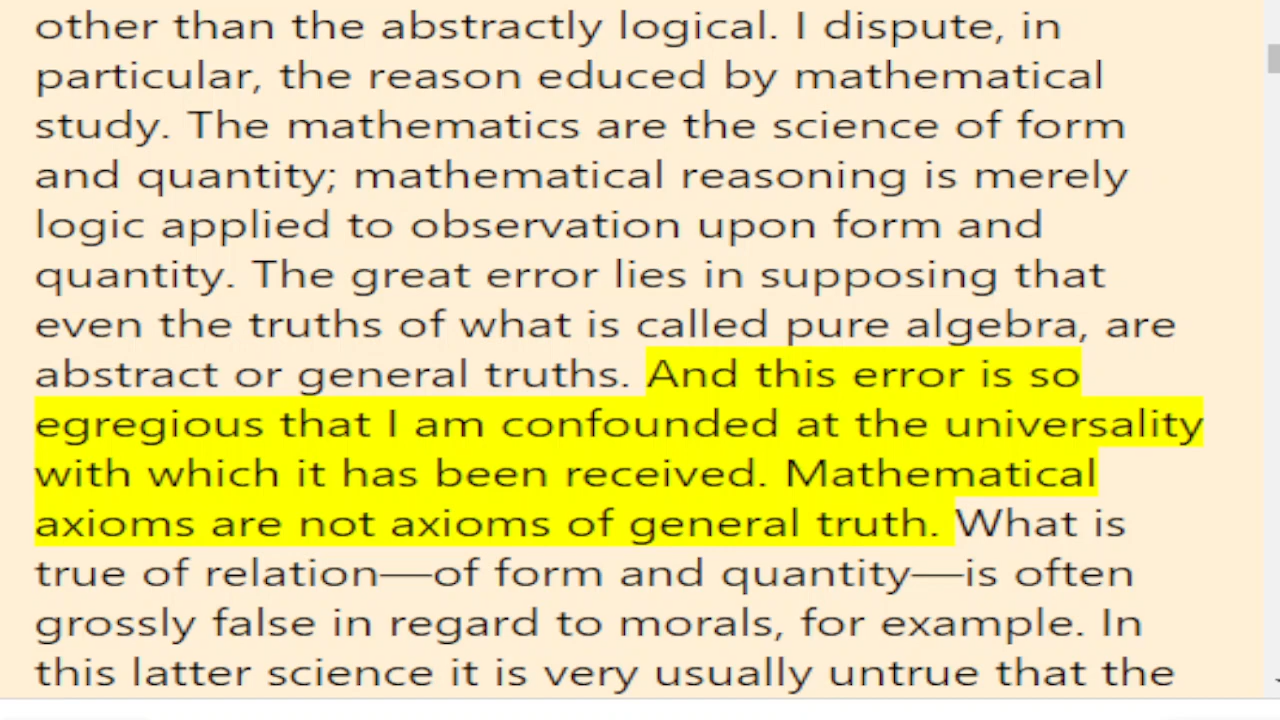 other than the abstractly logical. I dispute, in
particular, the reason educed by mathematical
study. The mathematics are the science of form
and quantity; mathematical reasoning is merely
logic applied to observation upon form and
quantity. The great error lies in supposing that
even the truths of what is called pure algebra, are
abstract or general truths. And this error is so
egregious that I am confounded at the universality
with which it has been received. Mathematical
axioms are not axioms of general truth. What is
true of relation—of form and quantity—is often
grossly false in regard to morals, for example. In
this latter science it is very usually untrue that the